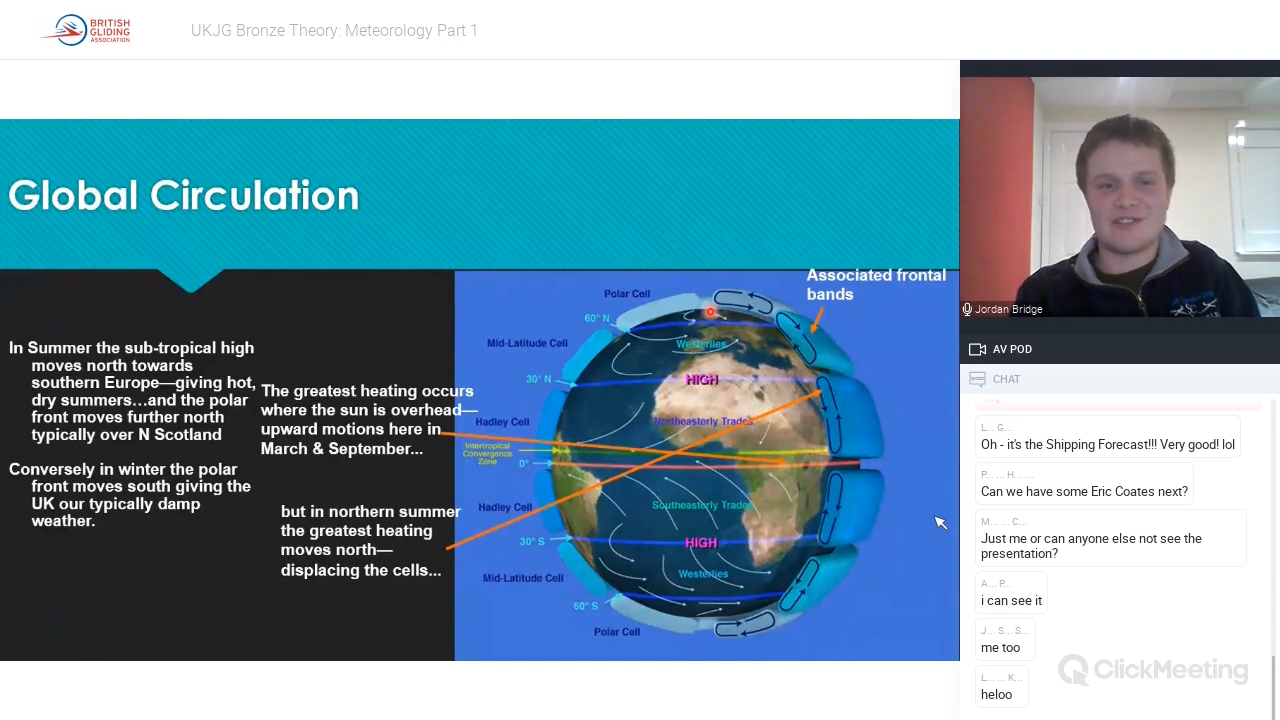 BRITISH
GLIDING
ASSOCIATION
UKJG Bronze Theory: Meteorology Part 1
Global Circulation
In Summer the sub-tropical high
moves north towards
southern Europe—giving hot,
dry summers…and the polar
front moves further north
typically over N Scotland
Conversely in winter the polar
front moves south giving the
UK our typically damp
weather.
The greatest heating occurs
where the sun is overhead—
upward motions here in
March & September...
but in northern summer
the greatest heating
moves north—
displacing the cells...
Associated frontal
bands
Polar Cell
60° N
Westerlies
Mid-Latitude Cell
30° N
HIGH
Hadley Cell
Northeasterly Trades
Intertropical
Convergence
Zone
0°
Hadley Cell
Southeasterly Trades
30° S
HIGH
Mid-Latitude Cell
Westerlies
60° S
Polar Cell
Jordan Bridge
AV POD
CHAT
L... G...
Oh - it's the Shipping Forecast!!! Very good! lol
P... ... H... ...
Can we have some Eric Coates next?
M... ... C...
Just me or can anyone else not see the
presentation?
A... P...
i can see it
J... S... S...
me too
L... ... K...
heloo
ClickMeeting